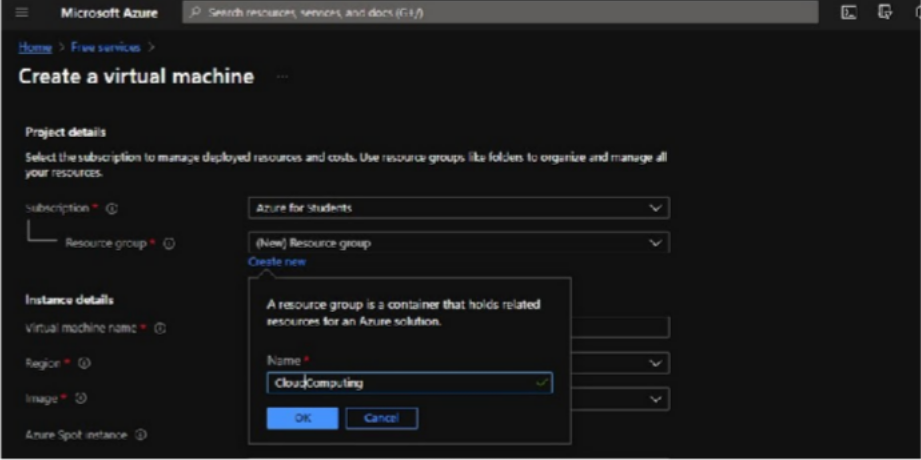 Microsoft Azure
Search resources, services, and docs (G+/)
Home > Free services >
Create a virtual machine ...
Project details
Select the subscription to manage deployed resources and costs. Use resource groups like folders to organize and manage all
your resources.
Subscription *
Azure for Students
Resource group *
(New) Resource group
Create new
A resource group is a container that holds related
resources for an Azure solution.
Name *
CloudComputing
OK
Cancel
Instance details
Virtual machine name *
Region *
Image *
Azure Spot instance